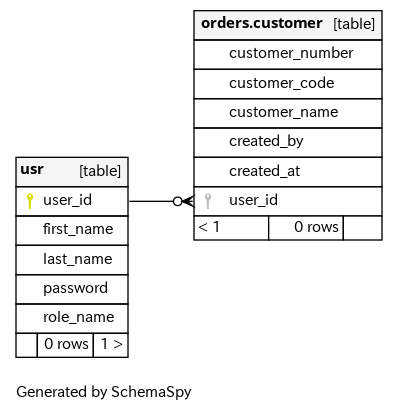 orders.customer [table]
customer_number
customer_code
customer_name
created_by
created_at
user_id
< 1 0 rows
usr [table]
user_id
first_name
last_name
password
role_name
0 rows 1 >
Generated by SchemaSpy